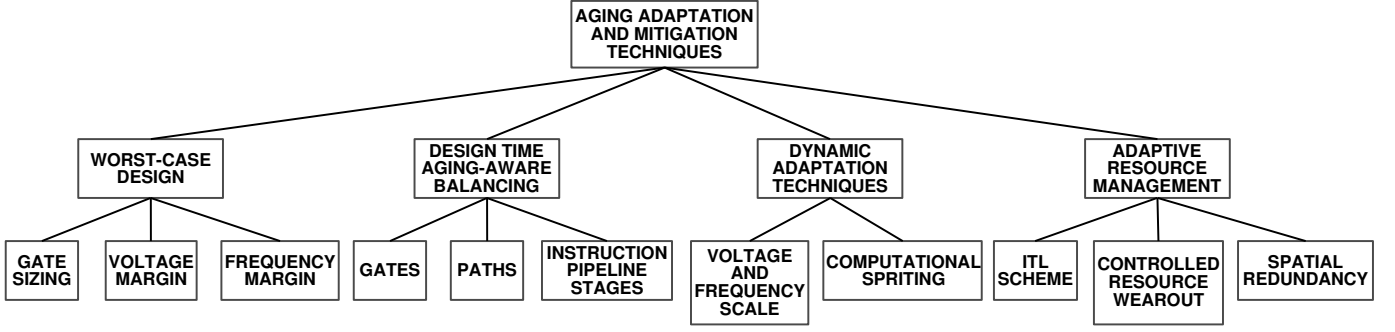 AGING ADAPTATION
AND MITIGATION
TECHNIQUES
WORST-CASE
DESIGN
DESIGN TIME
AGING-AWARE
BALANCING
DYNAMIC
ADAPTATION
TECHNIQUES
ADAPTIVE
RESOURCE
MANAGEMENT
GATE
SIZING
VOLTAGE
MARGIN
FREQUENCY
MARGIN
GATES
PATHS
INSTRUCTION
PIPELINE
STAGES
VOLTAGE
AND
FREQUENCY
SCALE
COMPUTATIONAL
SPRITING
ITL
SCHEME
CONTROLLED
RESOURCE
WEAROUT
SPATIAL
REDUNDANCY